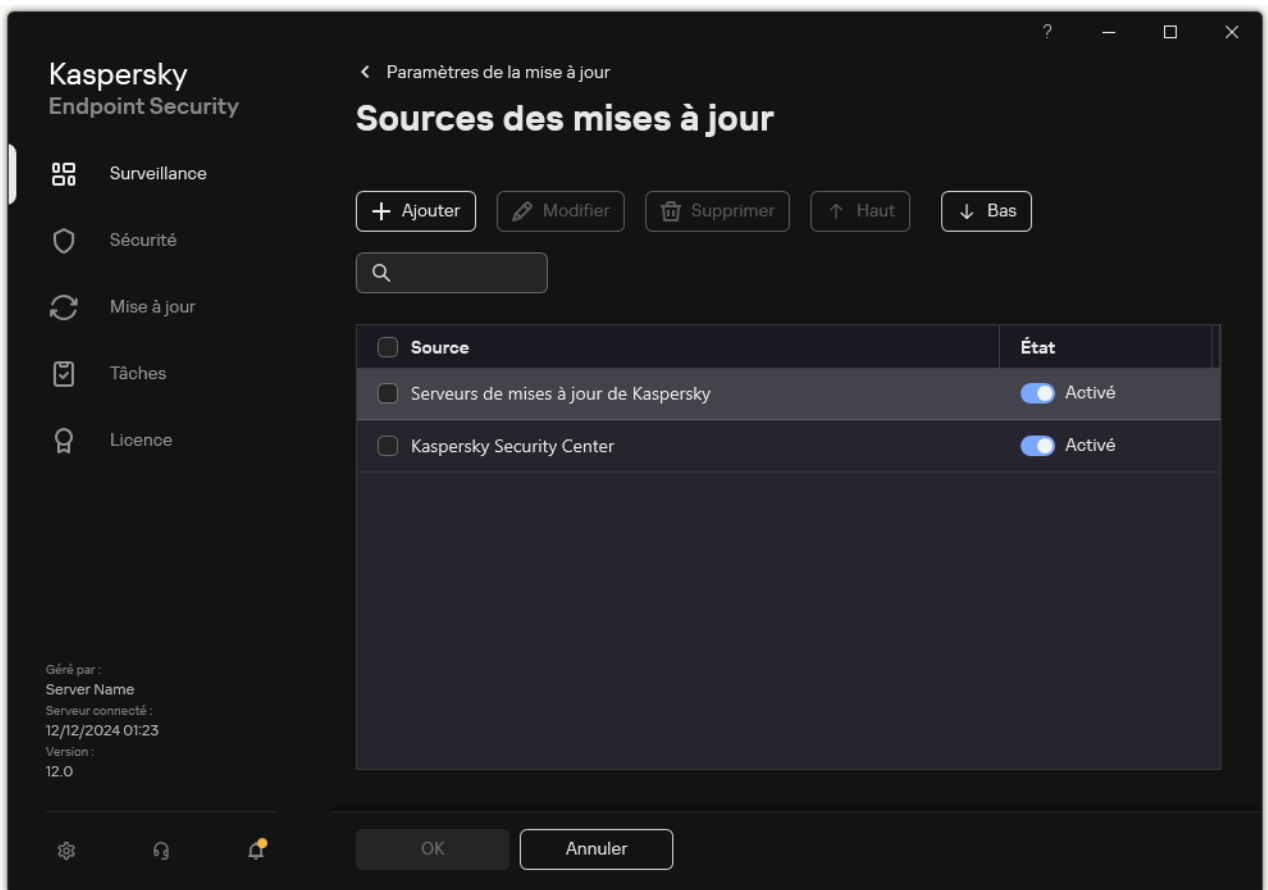 ?
Kaspersky
Endpoint Security
Surveillance
Sécurité
Mise à jour
Tâches
Licence
Géré par :
Server Name
Serveur connecté :
12/12/2024 01:23
Version :
12.0
Paramètres de la mise à jour
Sources des mises à jour
Ajouter Modifier Supprimer Haut Bas
Source État
Serveurs de mises à jour de Kaspersky Activé
Kaspersky Security Center Activé
OK Annuler